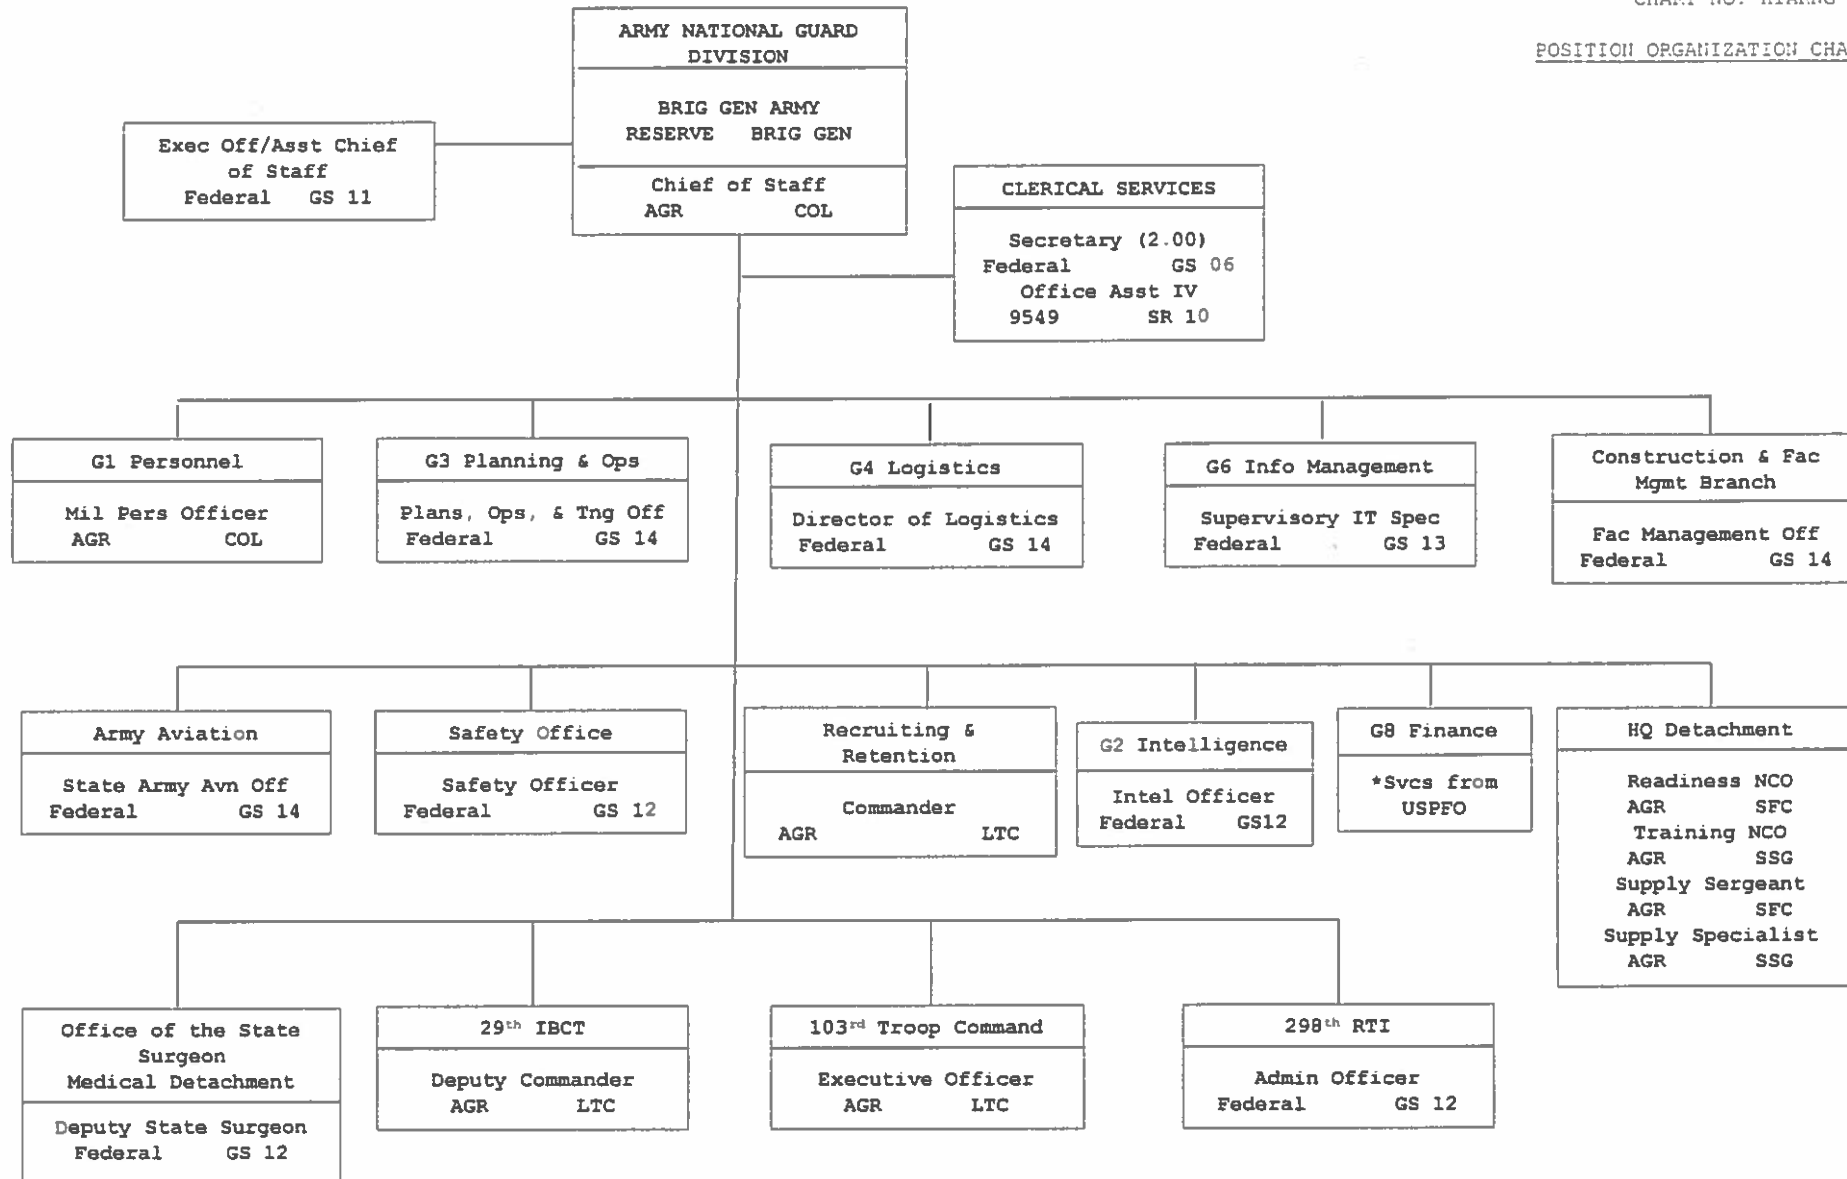 CHART NO. HIARNG
POSITION ORGANIZATION CHA
ARMY NATIONAL GUARD
DIVISION
BRIG GEN ARMY
RESERVE BRIG GEN
Chief of Staff
AGR COL
Exec Off/Asst Chief
of Staff
Federal GS 11
CLERICAL SERVICES
Secretary (2.00)
Federal GS 06
Office Asst IV
9549 SR 10
G1 Personnel
Mil Pers Officer
AGR COL
G3 Planning & Ops
Plans, Ops, & Tng Off
Federal GS 14
G4 Logistics
Director of Logistics
Federal GS 14
G6 Info Management
Supervisory IT Spec
Federal GS 13
Construction & Fac
Mgmt Branch
Fac Management Off
Federal GS 14
Army Aviation
State Army Avn Off
Federal GS 14
Safety Office
Safety Officer
Federal GS 12
Recruiting &
Retention
Commander
AGR LTC
G2 Intelligence
Intel Officer
Federal GS12
G8 Finance
*Svcs from
USPFO
HQ Detachment
Readiness NCO
AGR SFC
Training NCO
AGR SSG
Supply Sergeant
AGR SFC
Supply Specialist
AGR SSG
Office of the State
Surgeon
Medical Detachment
Deputy State Surgeon
Federal GS 12
29th IBCT
Deputy Commander
AGR LTC
103rd Troop Command
Executive Officer
AGR LTC
298th RTI
Admin Officer
Federal GS 12